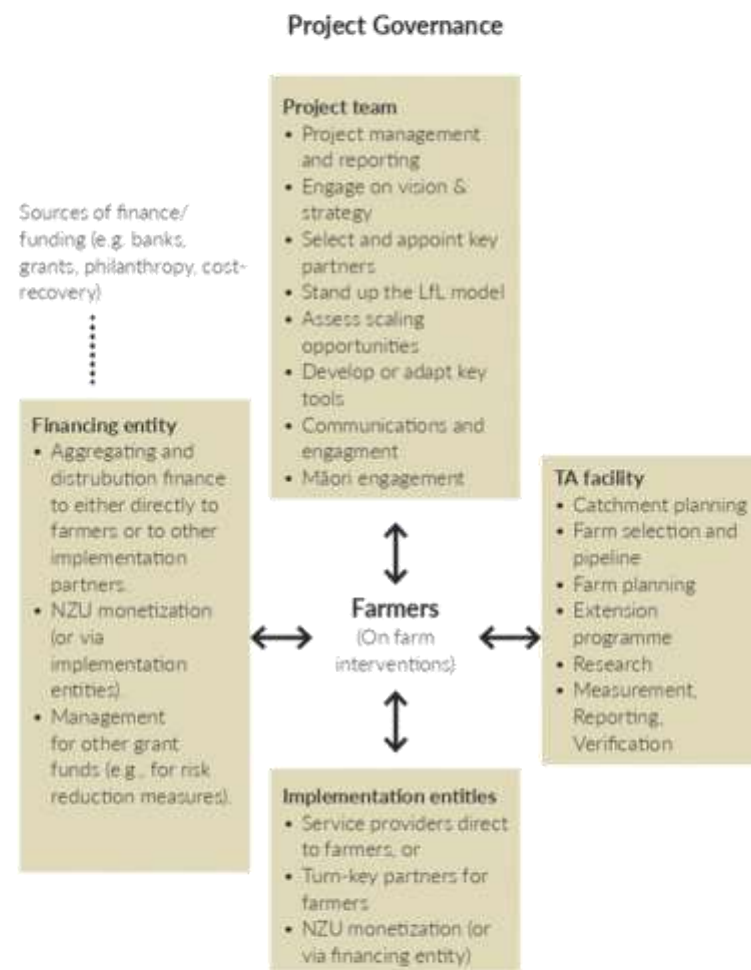 Project Governance
Project team
• Project management
and reporting
• Engage on vision &
strategy
• Select and appoint key
partners
• Stand up the LfL model
• Assess scaling
opportunities
• Develop or adapt key
tools
• Communications and
engagment
• Māori engagement
Sources of finance/
funding (e.g. banks,
grants, philanthropy, cost-
recovery)
Financing entity
• Aggregating and
distrubution finance
to either directly to
farmers or to other
implementation
partners.
• NZU monetization
(or via
implementation
entities).
• Management
for other grant
funds (e.g., for risk
reduction measures).
Farmers
(On farm
interventions)
TA facility
• Catchment planning
• Farm selection and
pipeline
• Farm planning
• Extension
programme
• Research
• Measurement,
Reporting,
Verification
Implementation entities
• Service providers direct
to farmers, or
• Turn-key partners for
farmers
• NZU monetization (or
via financing entity)